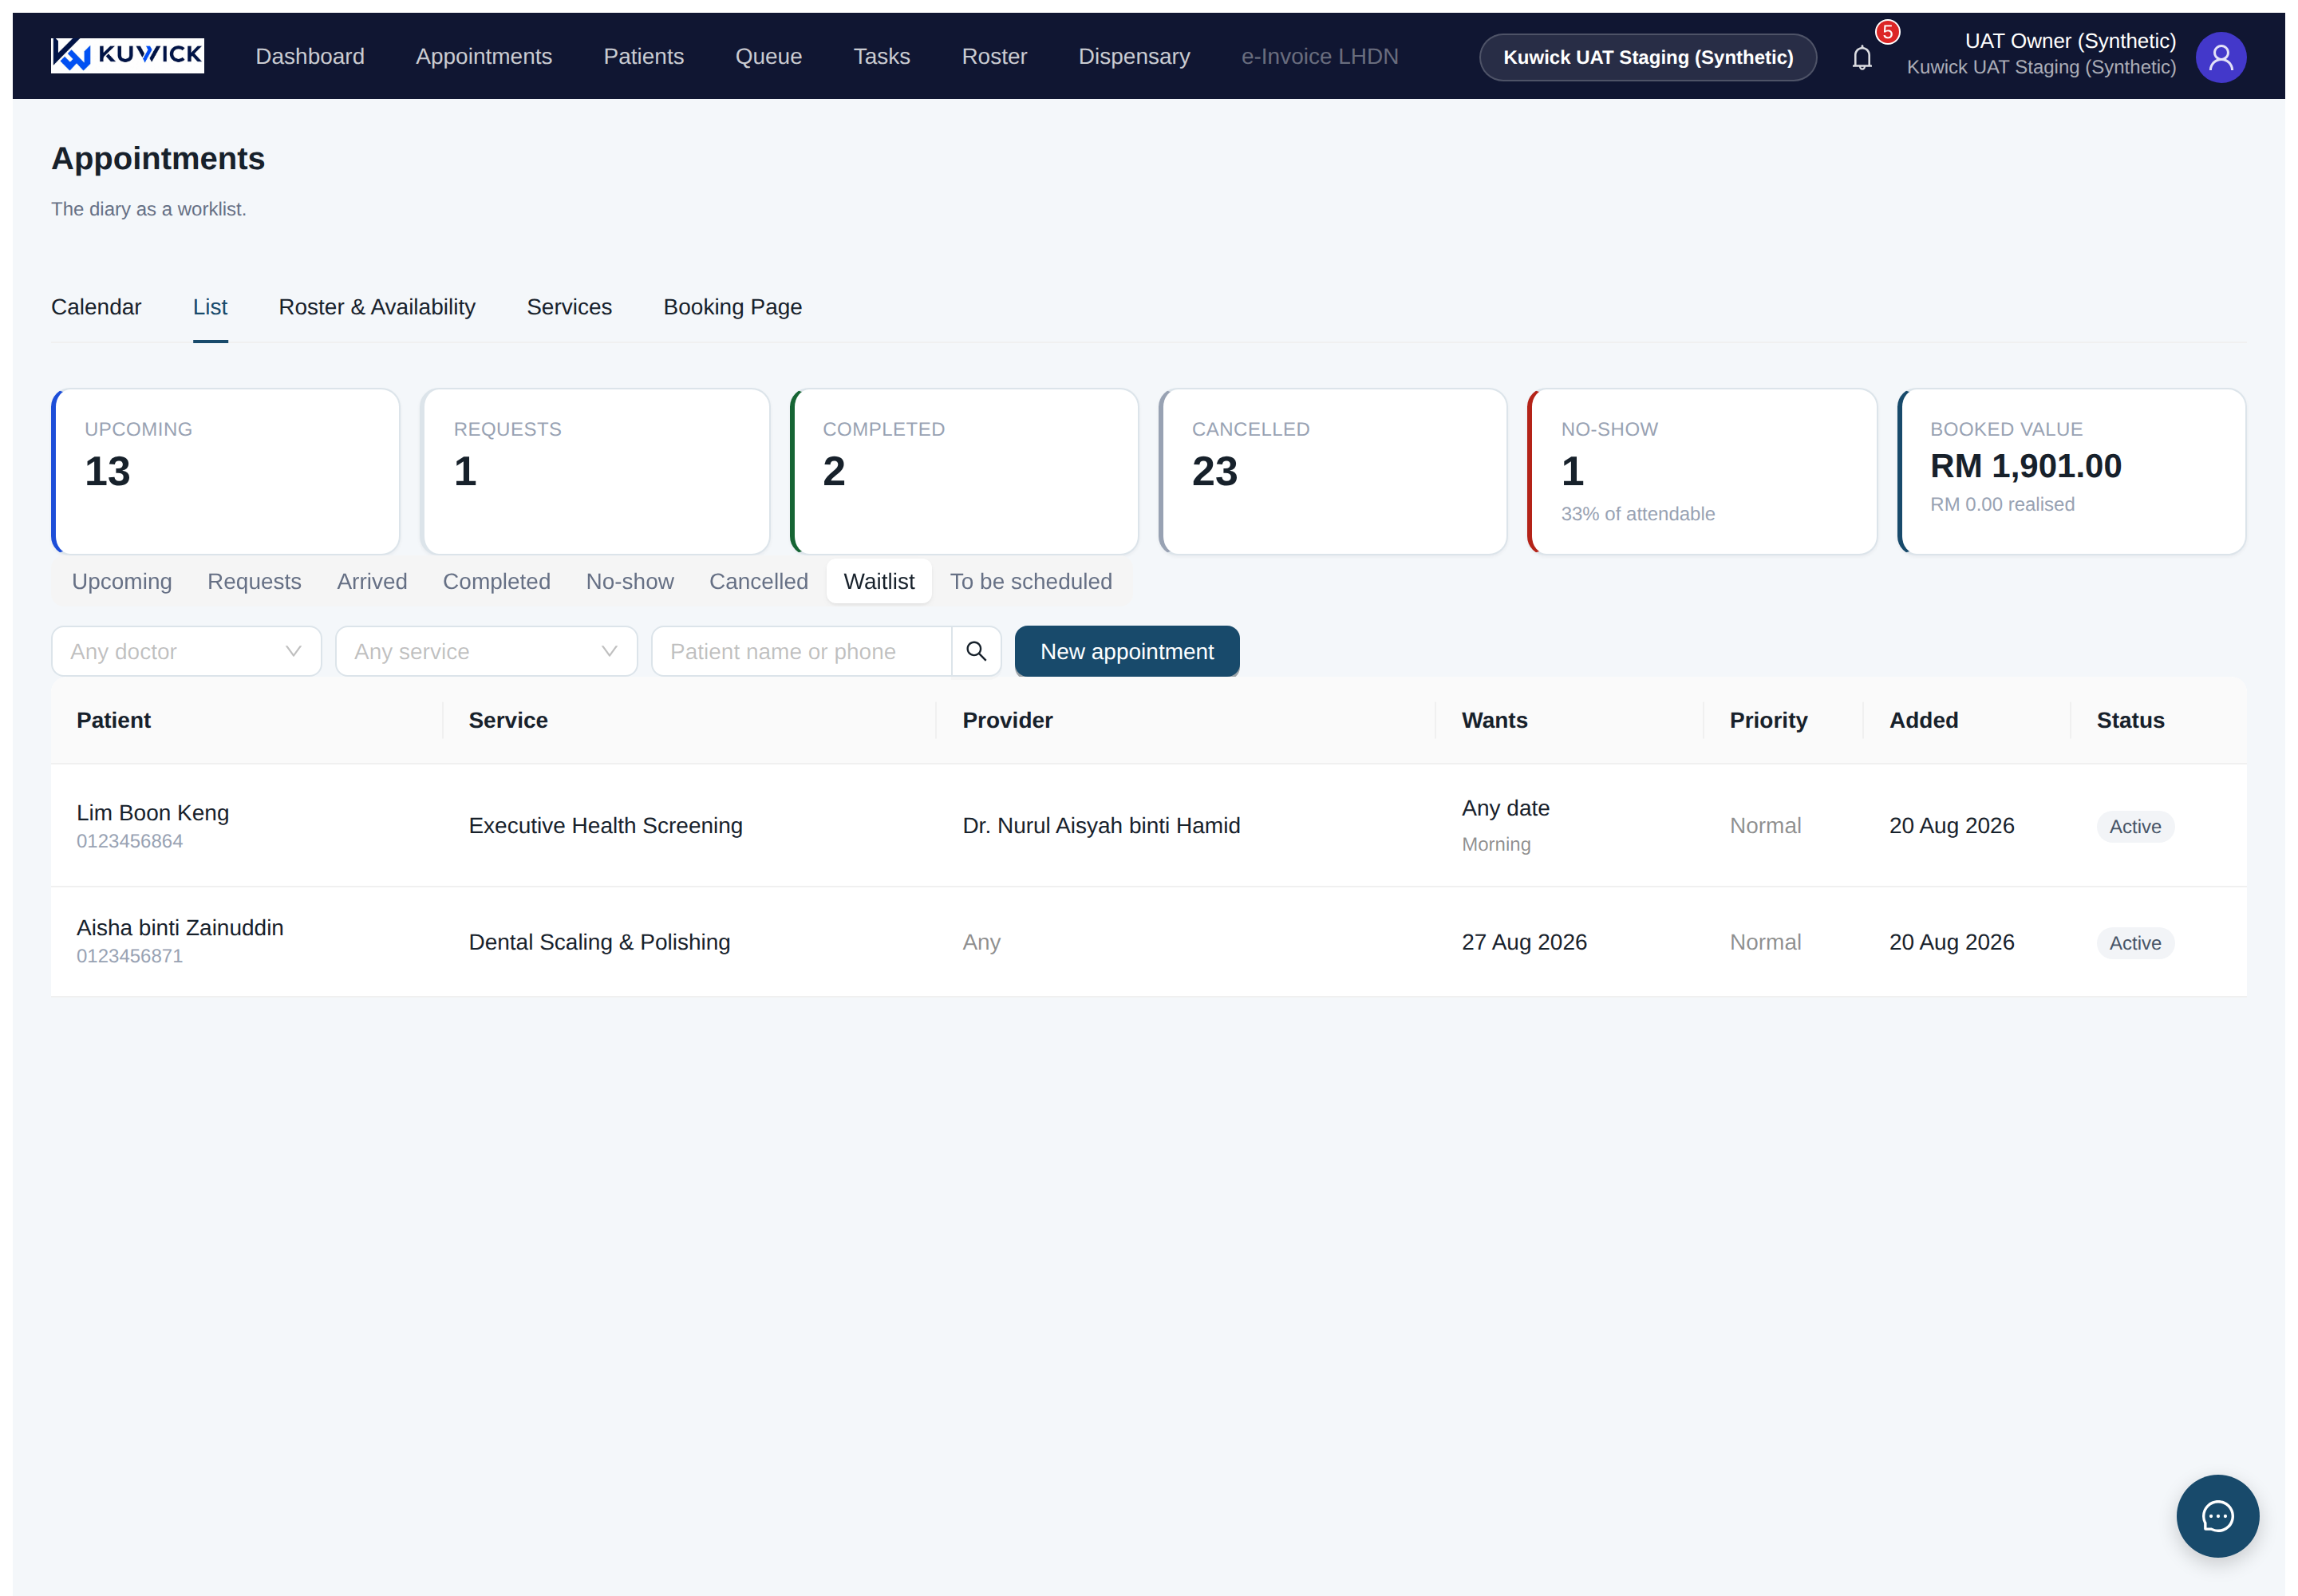 KUWICK Dashboard Appointments Patients Queue Tasks Roster Dispensary e-Invoice LHDN Kuwick UAT Staging (Synthetic) 5 UAT Owner (Synthetic)
Kuwick UAT Staging (Synthetic)
Appointments
The diary as a worklist.
Calendar List Roster & Availability Services Booking Page
UPCOMING REQUESTS COMPLETED CANCELLED NO-SHOW BOOKED VALUE
13 1 2 23 1 RM 1,901.00
33% of attendable RM 0.00 realised
Upcoming Requests Arrived Completed No-show Cancelled Waitlist To be scheduled
Any doctor Any service Patient name or phone New appointment
Patient Service Provider Wants Priority Added Status
Lim Boon Keng Executive Health Screening Dr. Nurul Aisyah binti Hamid Any date Normal 20 Aug 2026 Active
0123456864 Morning
Aisha binti Zainuddin Dental Scaling & Polishing Any 27 Aug 2026 Normal 20 Aug 2026 Active
0123456871